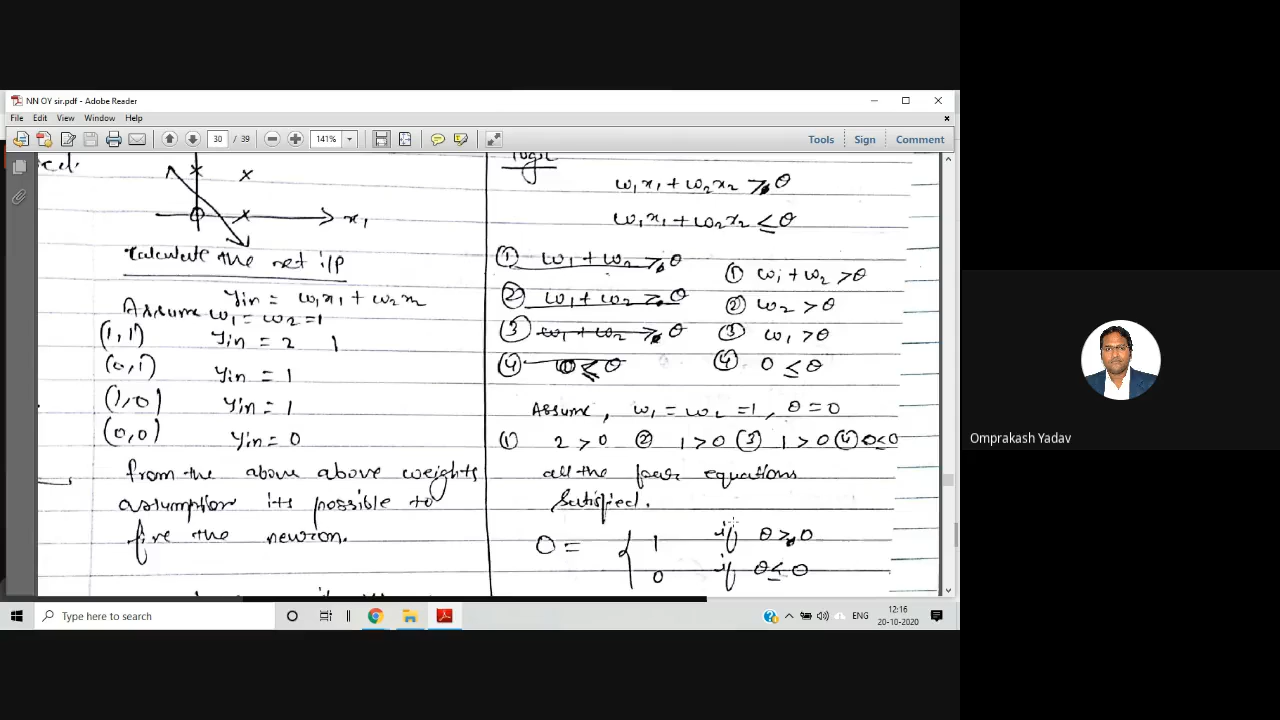 NN OY sir.pdf - Adobe Reader
File Edit View Window Help
30 / 39 141% Tools Sign Comment
x x
x x1
Calculate the net i/p
Yin = w1x1 + w2x2
Assume w1 = w2 = 1
(1,1) Yin = 2 1
(0,1) Yin = 1
(1,0) Yin = 1
(0,0) Yin = 0
from the above above weights
assumption its possible to
fire the neuron.
logic
w1x1 + w2x2 > θ
w1x1 + w2x2 ≤ θ
① w1 + w2 > θ
② w1 + w2 > θ
③ w1 + w2 > θ
④ 0 ≤ θ
① w1 + w2 > θ
② w2 > θ
③ w1 > θ
④ 0 ≤ θ
Assume, w1 = w2 = 1, θ = 0
① 2 > 0 ② 1 > 0 ③ 1 > 0 ④ 0 ≤ 0
all the four equations
Satisfied.
O = { 1 if θ > 0
0 if θ ≤ 0
Type here to search
ENG
12:16
20-10-2020
Omprakash Yadav